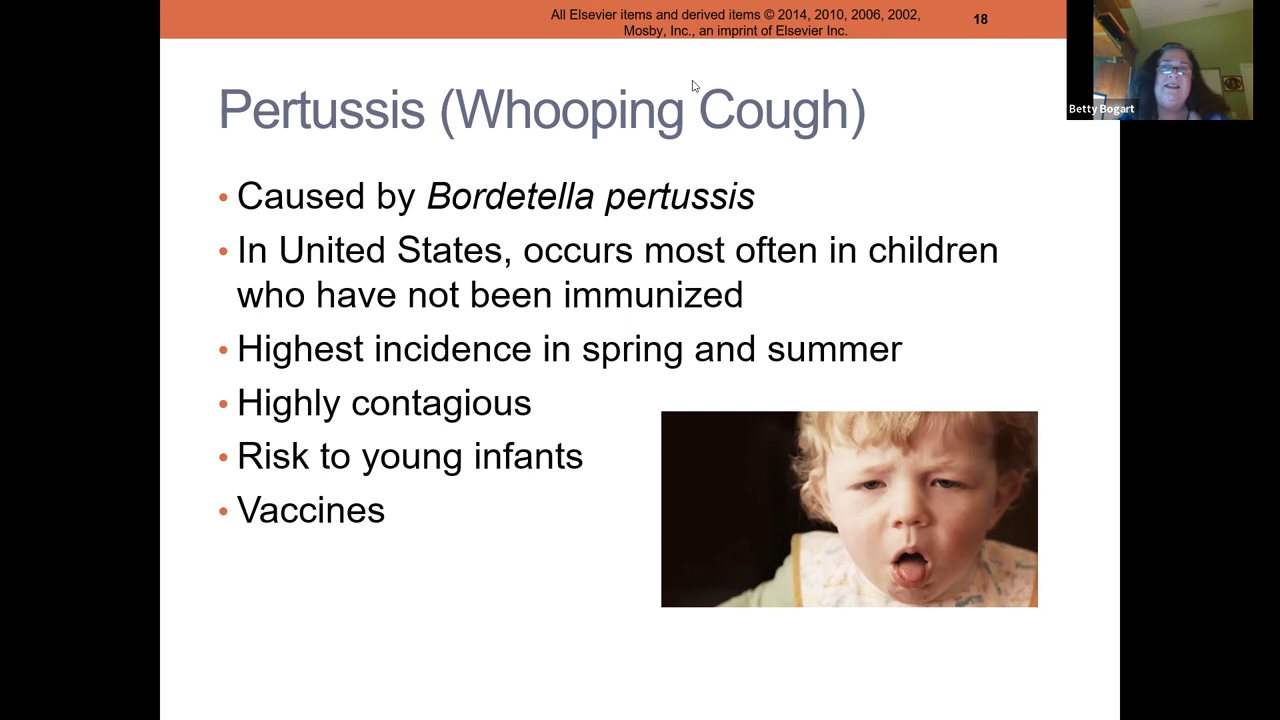 All Elsevier items and derived items © 2014, 2010, 2006, 2002,
Mosby, Inc., an imprint of Elsevier Inc.
18
Betty Bogart
Pertussis (Whooping Cough)
• Caused by Bordetella pertussis
• In United States, occurs most often in children
who have not been immunized
• Highest incidence in spring and summer
• Highly contagious
• Risk to young infants
• Vaccines